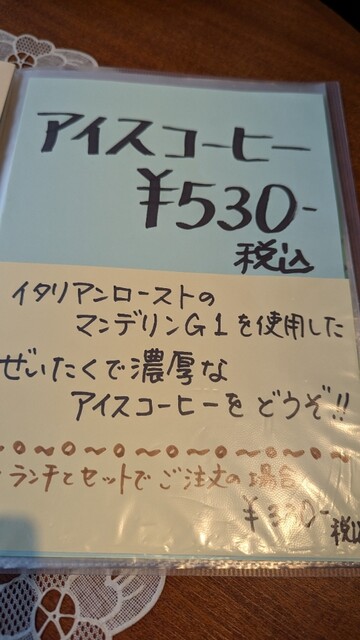 アイスコーヒー
¥530-
税込
イタリアンローストの
マンデリンG1を使用した
ぜいたくで濃厚な
アイスコーヒーをどうぞ!!
ランチとセットでご注文の場合
税込